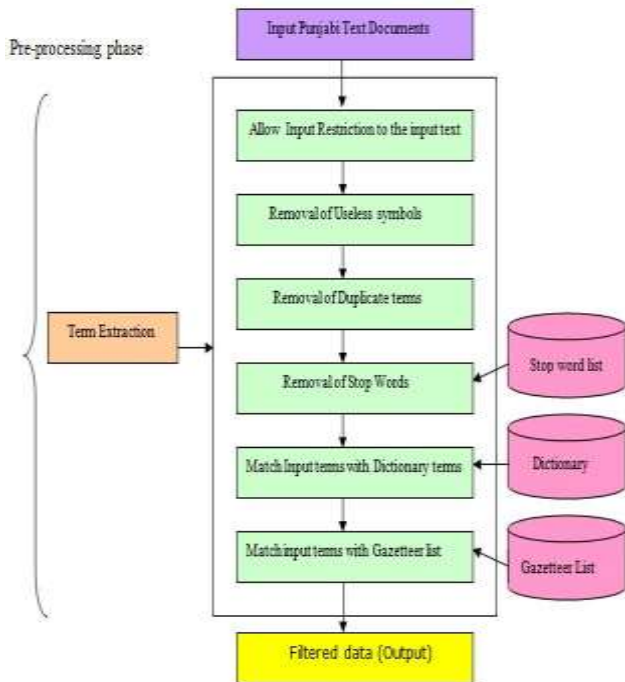 Input Punjabi Text Documents
Pre-processing phase
Allow Input Restriction to the input text
Removal of Useless symbols
Removal of Duplicate terms
Term Extraction
Removal of Stop Words
Stop word list
Match Input terms with Dictionary terms
Dictionary
Match input terms with Gazetteer list
Gazetteer List
Filtered data (Output)